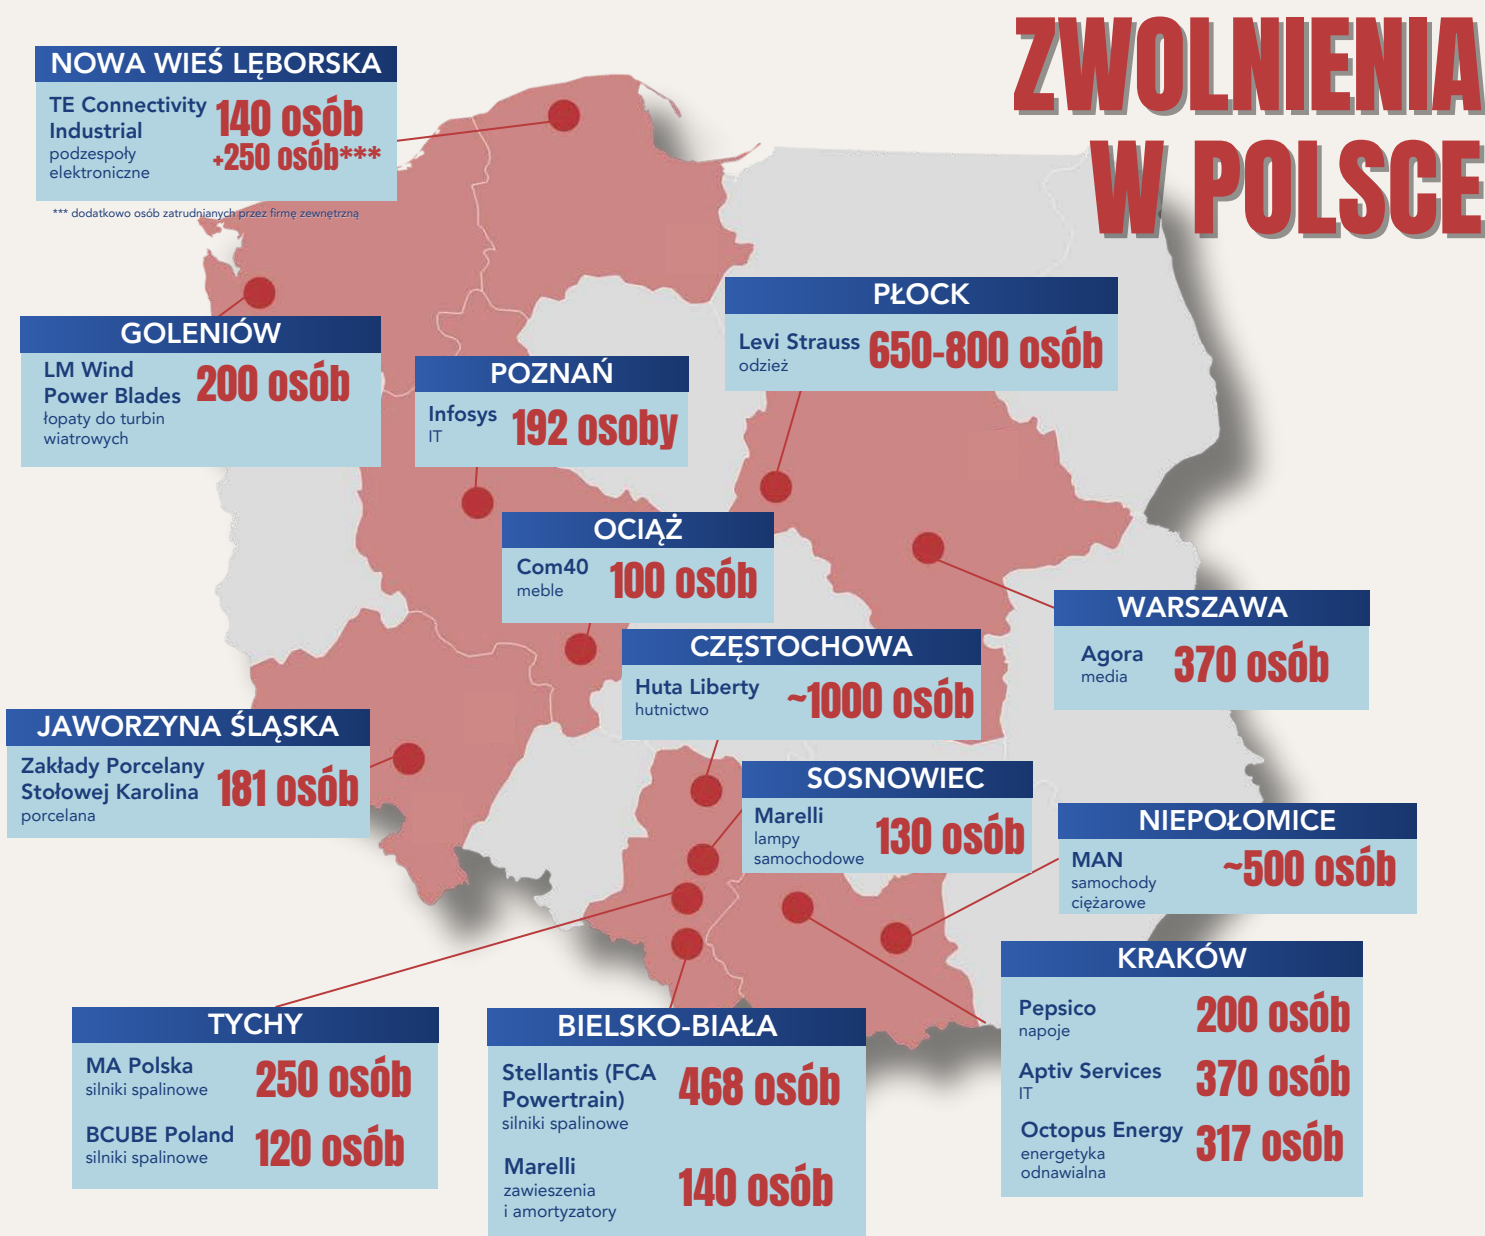 ZWOLNIENIA
W POLSCE
NOWA WIEŚ LĘBORSKA
TE Connectivity
Industrial
podzespoły
elektroniczne
140 osób
+250 osób***
*** dodatkowo osób zatrudnianych przez firmę zewnętrzną
GOLENIÓW
LM Wind
Power Blades
łopaty do turbin
wiatrowych
200 osób
POZNAŃ
Infosys
IT
192 osoby
PŁOCK
Levi Strauss
odzież
650-800 osób
OCIĄŻ
Com40
meble
100 osób
WARSZAWA
Agora
media
370 osób
CZĘSTOCHOWA
Huta Liberty
hutnictwo
~1000 osób
JAWORZYNA ŚLĄSKA
Zakłady Porcelany
Stołowej Karolina
porcelana
181 osób
SOSNOWIEC
Marelli
lampy
samochodowe
130 osób
NIEPOŁOMICE
MAN
samochody
ciężarowe
~500 osób
KRAKÓW
Pepsico
napoje
200 osób
Aptiv Services
IT
370 osób
Octopus Energy
energetyka
odnawialna
317 osób
TYCHY
MA Polska
silniki spalinowe
250 osób
BCUBE Poland
silniki spalinowe
120 osób
BIELSKO-BIAŁA
Stellantis (FCA
Powertrain)
silniki spalinowe
468 osób
Marelli
zawieszenia
i amortyzatory
140 osób